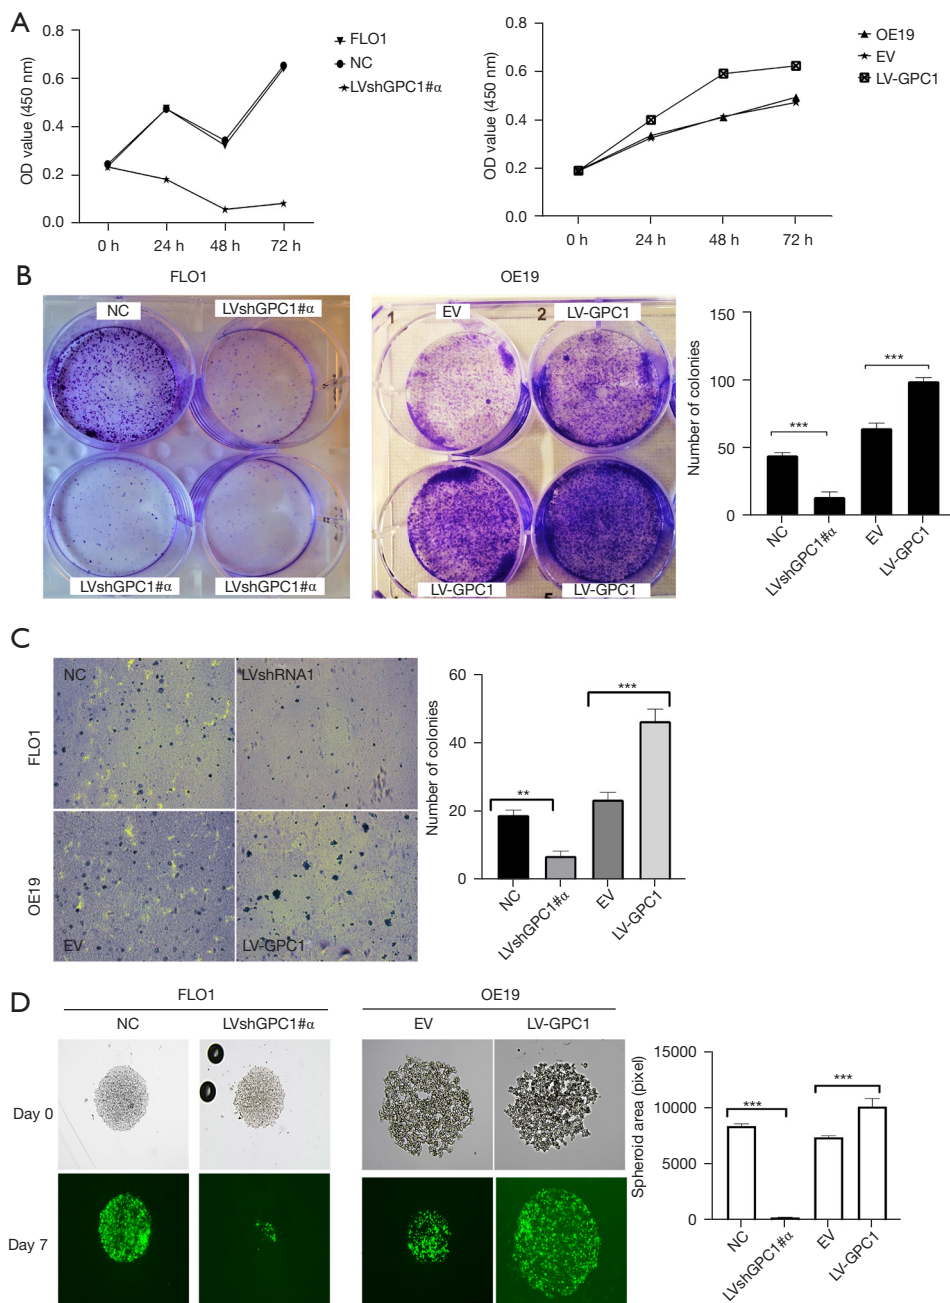 A
OD value (450 nm)
0.8
0.6
0.4
0.2
0.0
0 h 24 h 48 h 72 h
FLO1
NC
LVshGPC1#α
OD value (450 nm)
0.8
0.6
0.4
0.2
0.0
0 h 24 h 48 h 72 h
OE19
EV
LV-GPC1
B
FLO1
NC LVshGPC1#α
LVshGPC1#α LVshGPC1#α
OE19
1 EV 2 LV-GPC1
LV-GPC1 LV-GPC1
5
Number of colonies
150
100
50
0
*** ***
NC LVshGPC1#α EV LV-GPC1
C
FLO1
NC LVshRNA1
OE19
EV LV-GPC1
Number of colonies
60
40
20
0
** ***
NC LVshGPC1#α EV LV-GPC1
D
FLO1 OE19
NC LVshGPC1#α EV LV-GPC1
Day 0
Day 7
Spheroid area (pixel)
15000
10000
5000
0
*** ***
NC LVshGPC1#α EV LV-GPC1